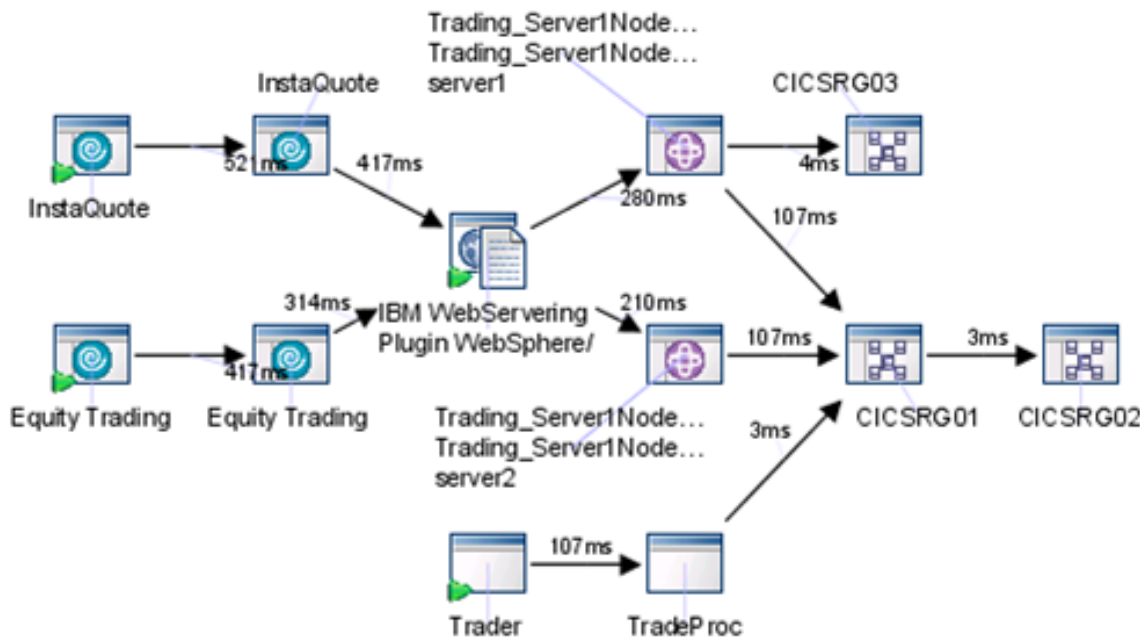 Trading_Server1Node...
Trading_Server1Node...
server1
InstaQuote
CICSRG03
521ms
417ms
280ms
4ms
InstaQuote
107ms
314ms
IBM WebServering
Plugin WebSphere/
210ms
107ms
3ms
417ms
Equity Trading
Equity Trading
Trading_Server1Node...
Trading_Server1Node...
server2
3ms
CICSRG01
CICSRG02
107ms
Trader
TradeProc